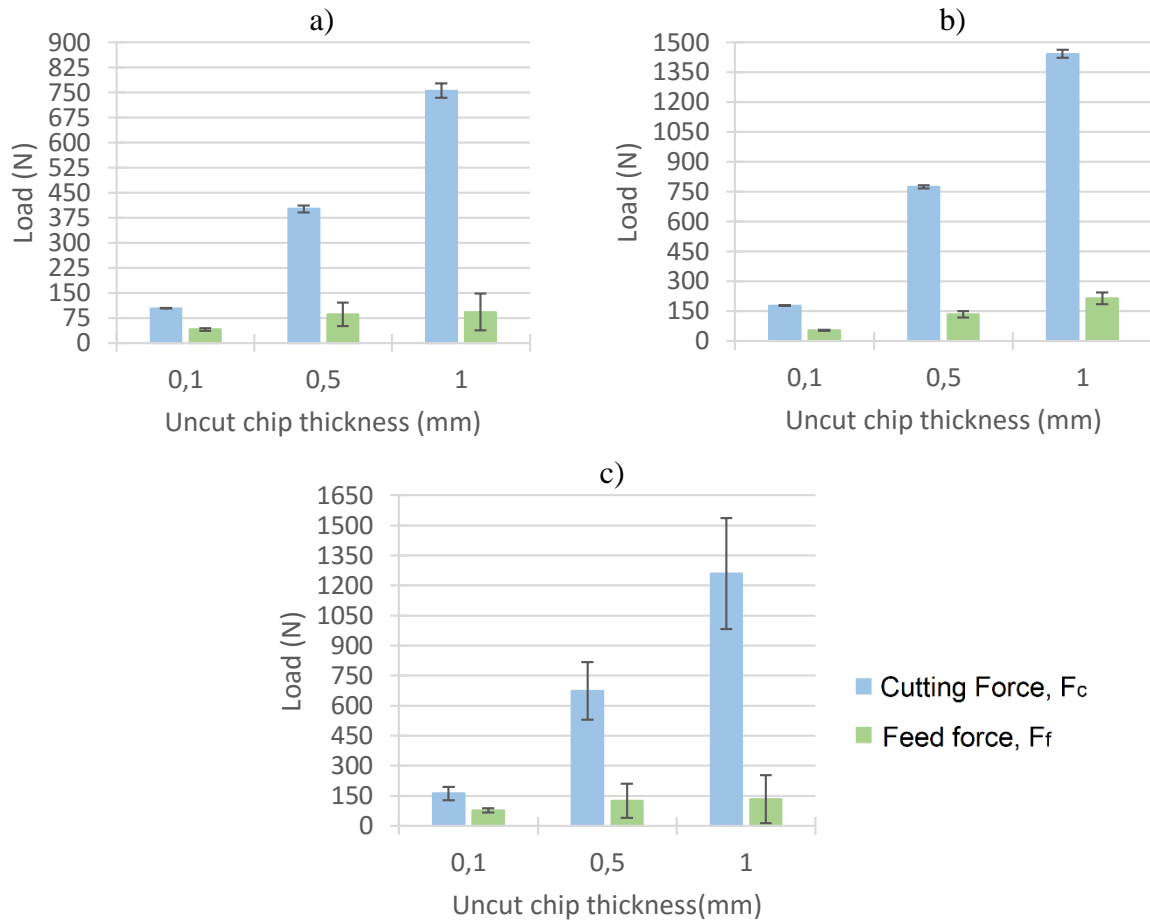 a)
900
825
750
675
600
525
450
375
300
225
150
75
0
Load (N)
0,1 0,5 1
Uncut chip thickness (mm)
b)
1500
1350
1200
1050
900
750
600
450
300
150
0
Load (N)
0,1 0,5 1
Uncut chip thickness (mm)
c)
1650
1500
1350
1200
1050
900
750
600
450
300
150
0
Load (N)
0,1 0,5 1
Uncut chip thickness(mm)
Cutting Force, Fc
Feed force, Ff